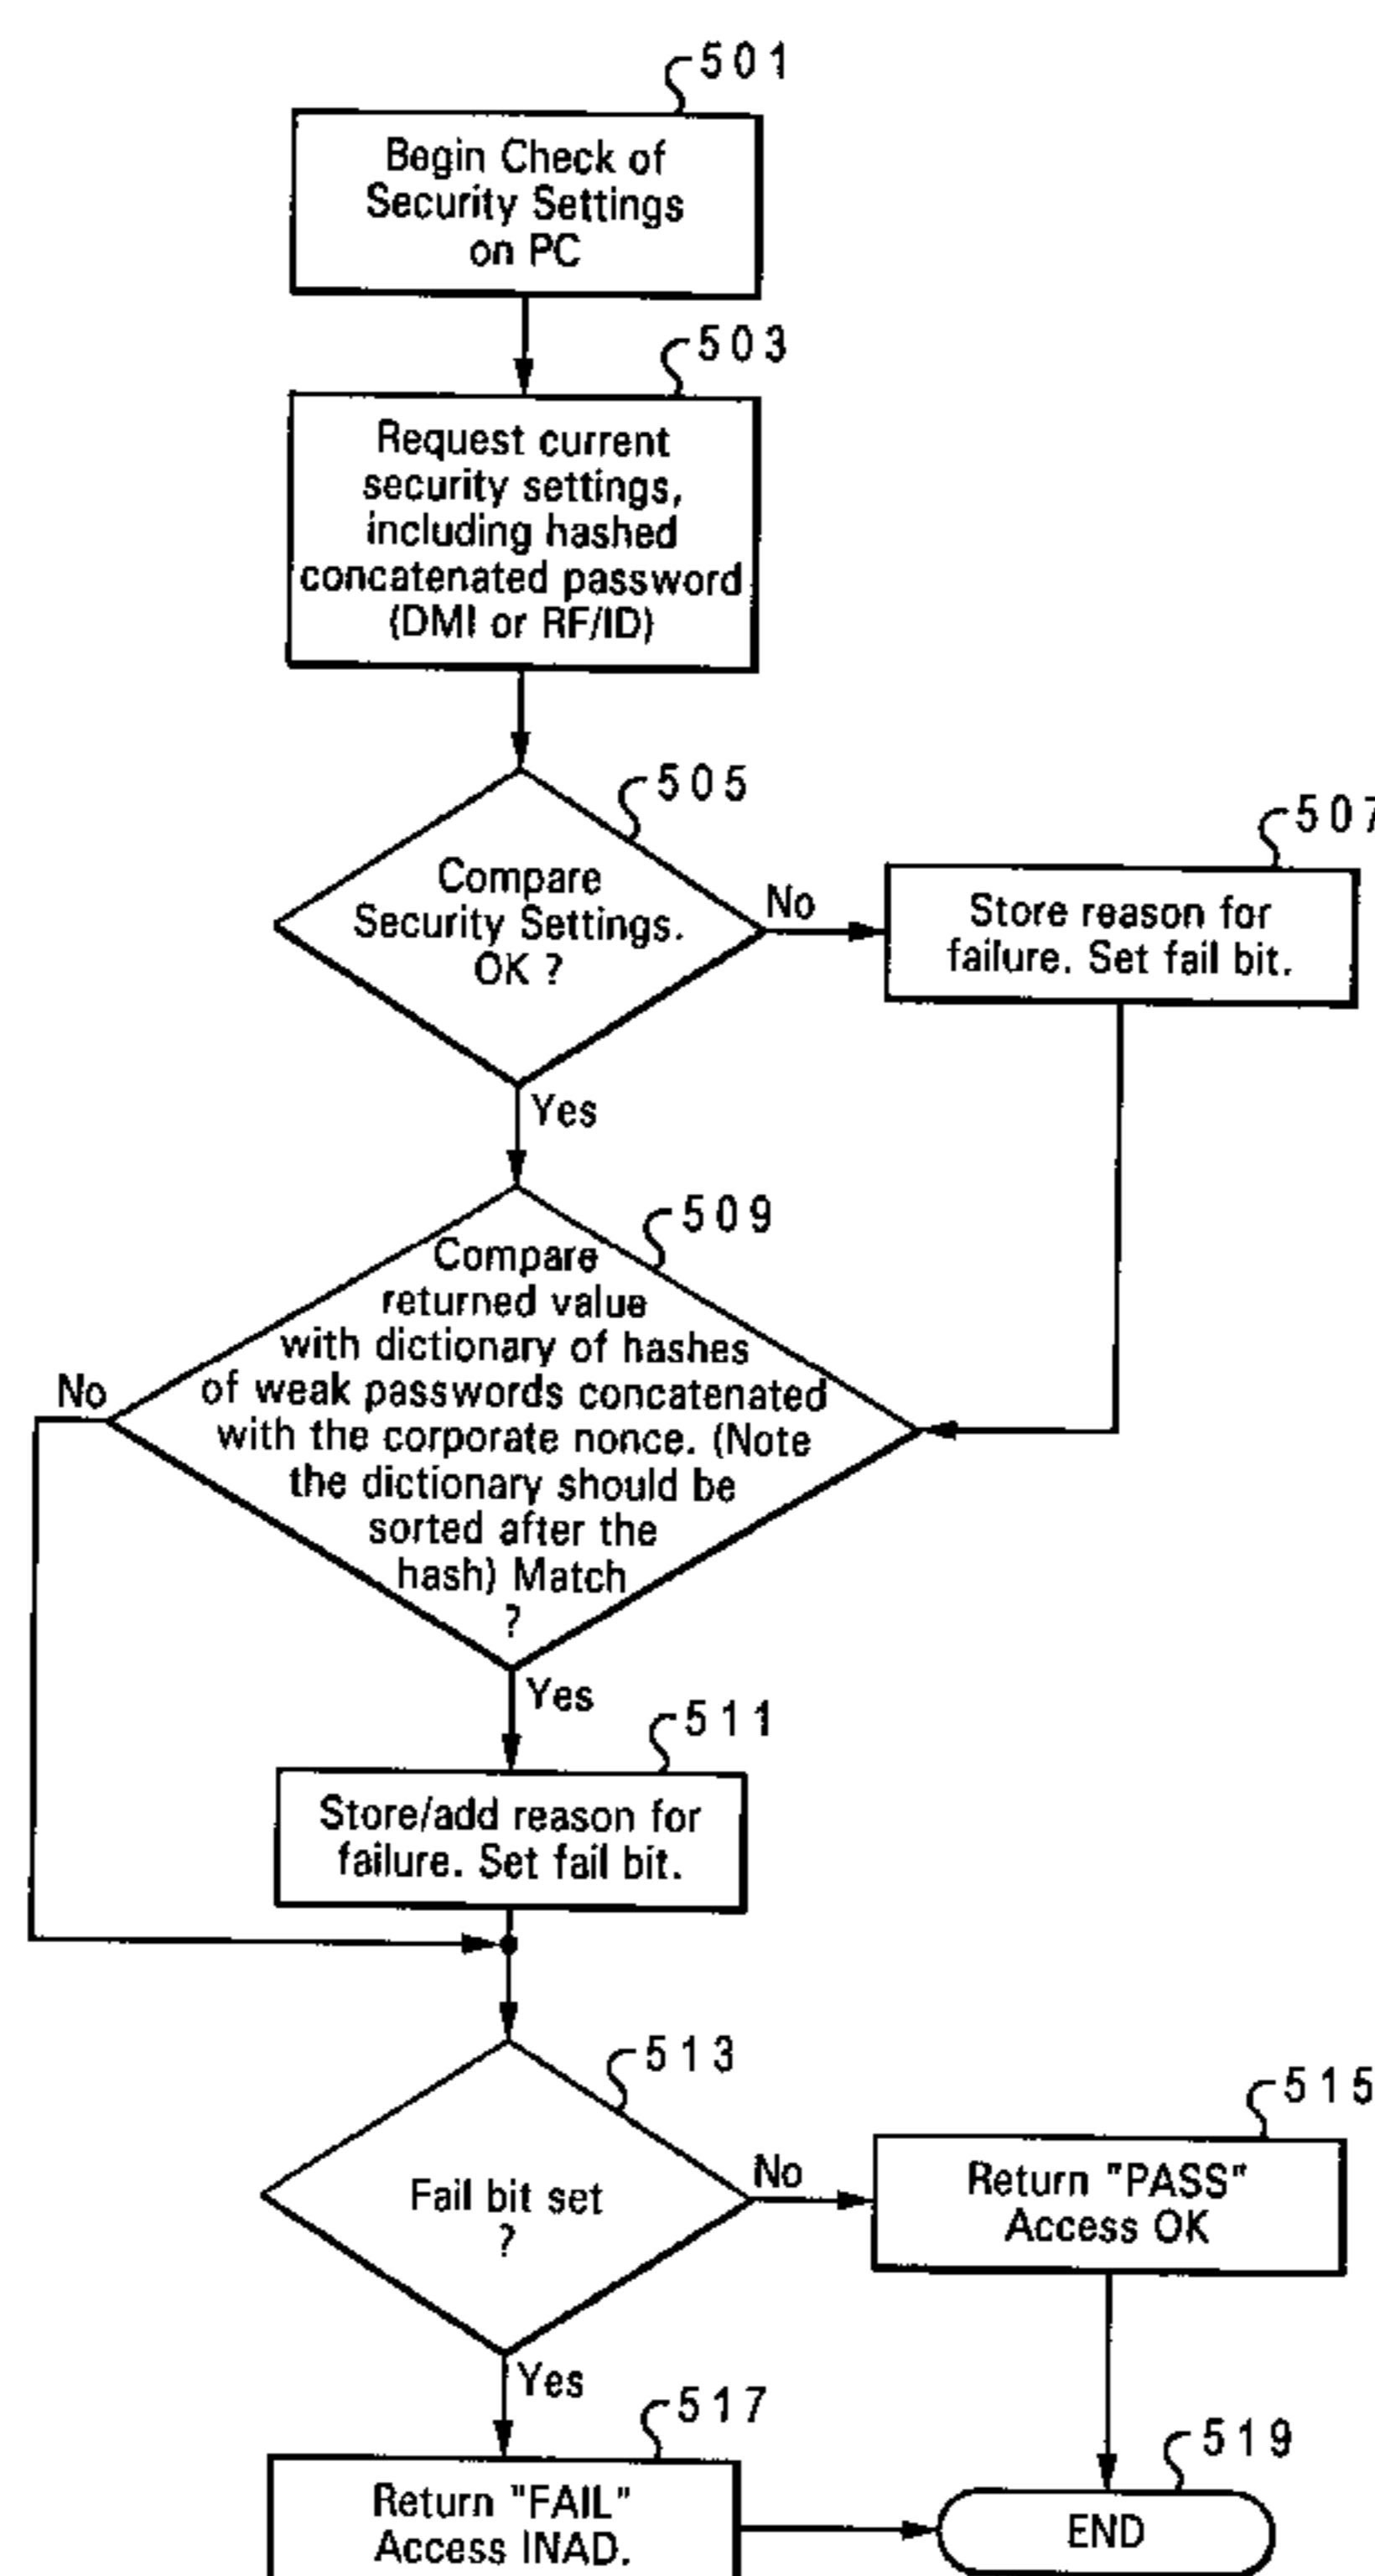 501
Begin Check of
Security Settings
on PC
503
Request current
security settings,
including hashed
concatenated password
(DMI or RF/ID)
505
Compare
Security Settings.
OK ?
No
507
Store reason for
failure. Set fail bit.
Yes
509
Compare
returned value
with dictionary of hashes
of weak passwords concatenated
with the corporate nonce. (Note
the dictionary should be
sorted after the
hash) Match
?
No
Yes
511
Store/add reason for
failure. Set fail bit.
513
Fail bit set
?
No
515
Return "PASS"
Access OK
Yes
517
Return "FAIL"
Access INAD.
519
END